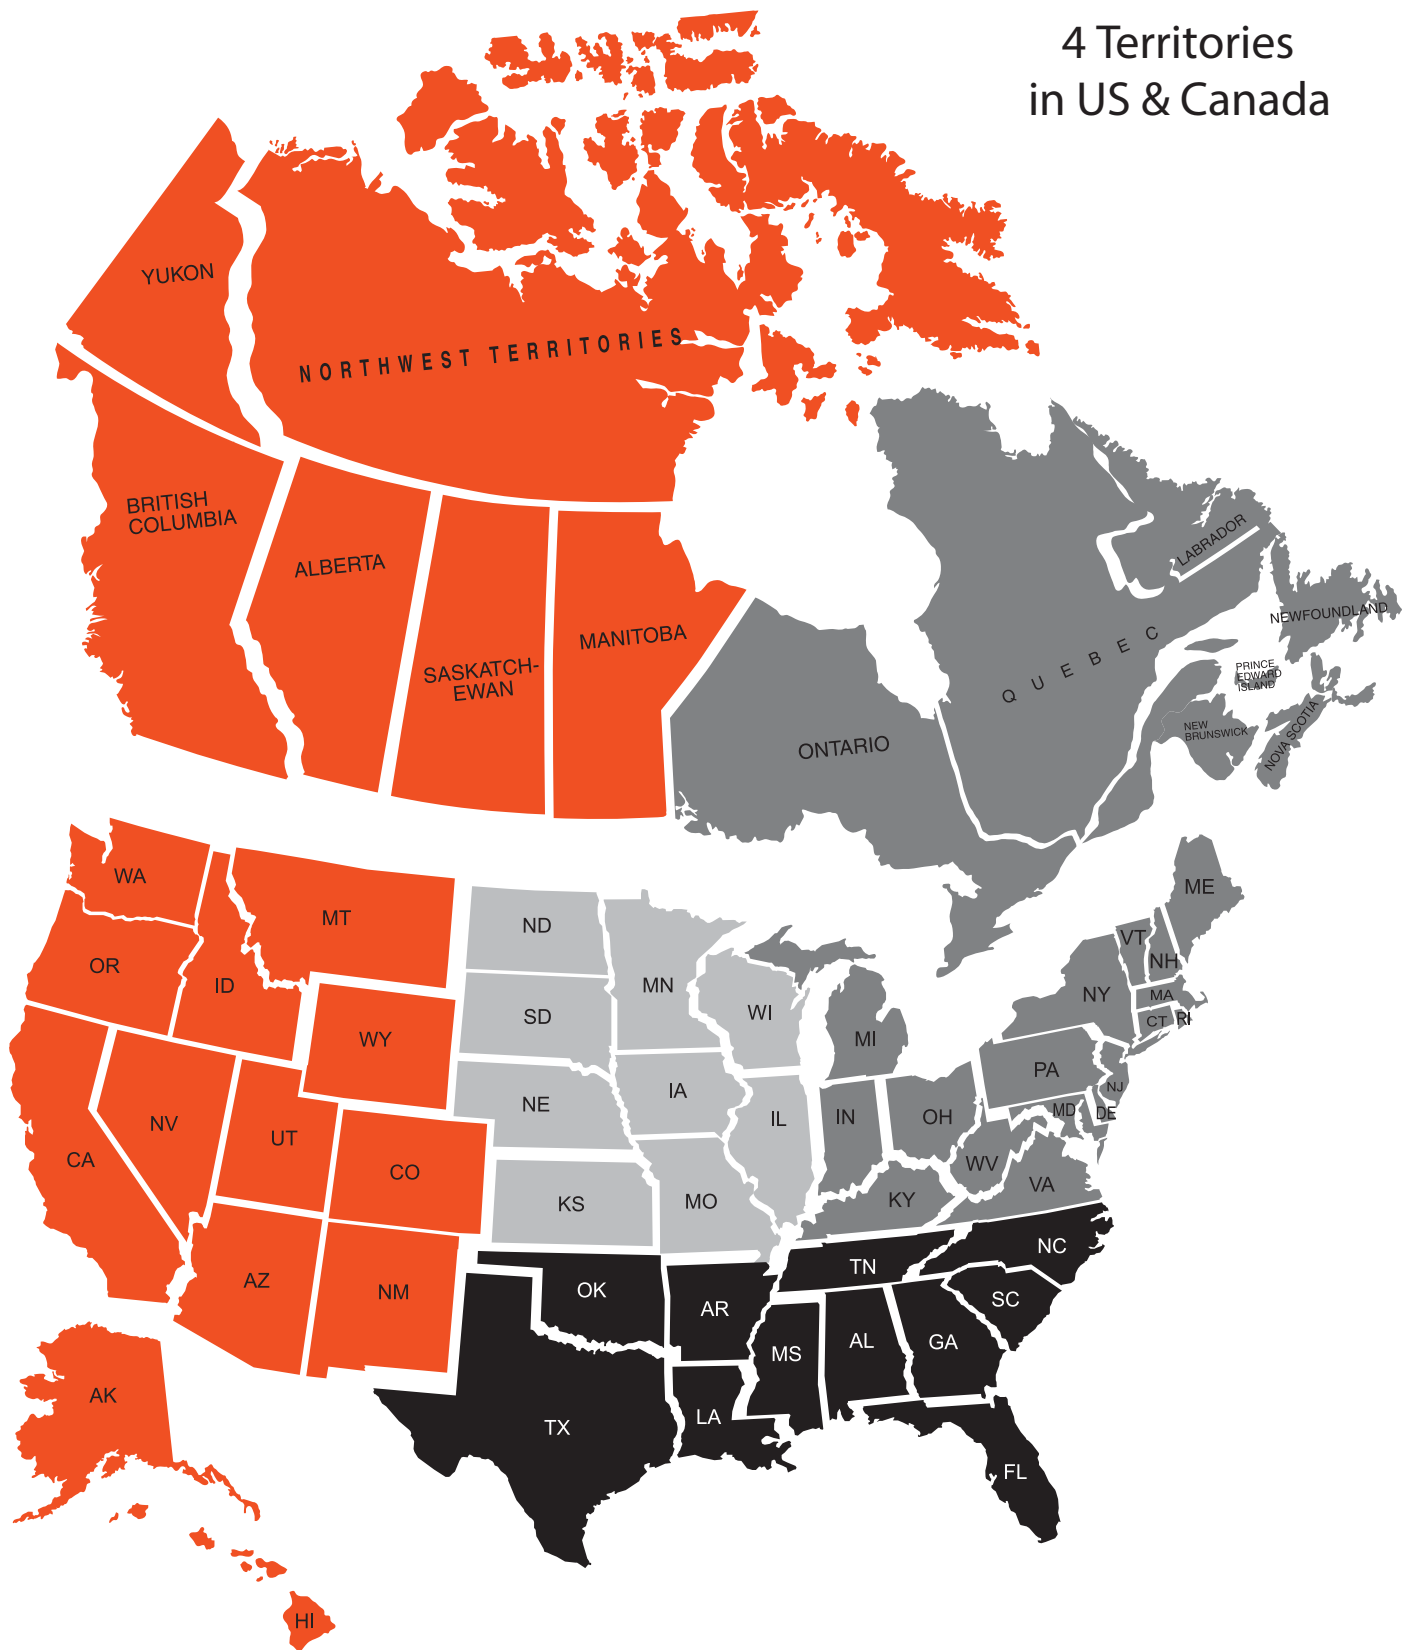 4 Territories
in US & Canada
YUKON
NORTHWEST TERRITORIES
BRITISH
COLUMBIA
ALBERTA
SASKATCH-
EWAN
MANITOBA
ONTARIO
QUEBEC
LABRADOR
NEWFOUNDLAND
PRINCE
EDWARD
ISLAND
NEW
BRUNSWICK
NOVA SCOTIA
WA
OR
ID
MT
WY
CA
NV
UT
CO
AZ
NM
AK
HI
ND
SD
NE
KS
MN
IA
MO
WI
IL
MI
IN
OH
KY
WV
VA
PA
NY
VT
NH
ME
MA
CT
RI
NJ
MD
DE
OK
TX
AR
LA
TN
MS
AL
GA
NC
SC
FL